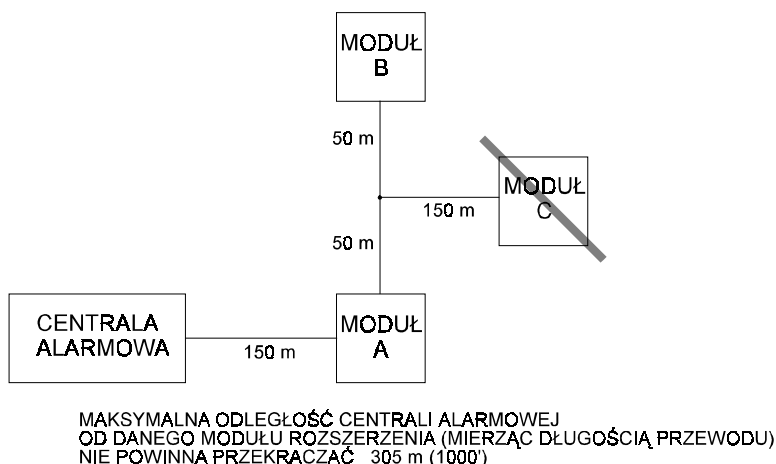 MODUŁ
B
50 m
MODUŁ
C
150 m
50 m
CENTRALA
ALARMOWA
150 m
MODUŁ
A
MAKSYMALNA ODLEGŁOŚĆ CENTRALI ALARMOWEJ
OD DANEGO MODUŁU ROZSZERZENIA (MIERZĄC DŁUGOŚCIĄ PRZEWODU)
NIE POWINNA PRZEKRACZAĆ 305 m (1000')